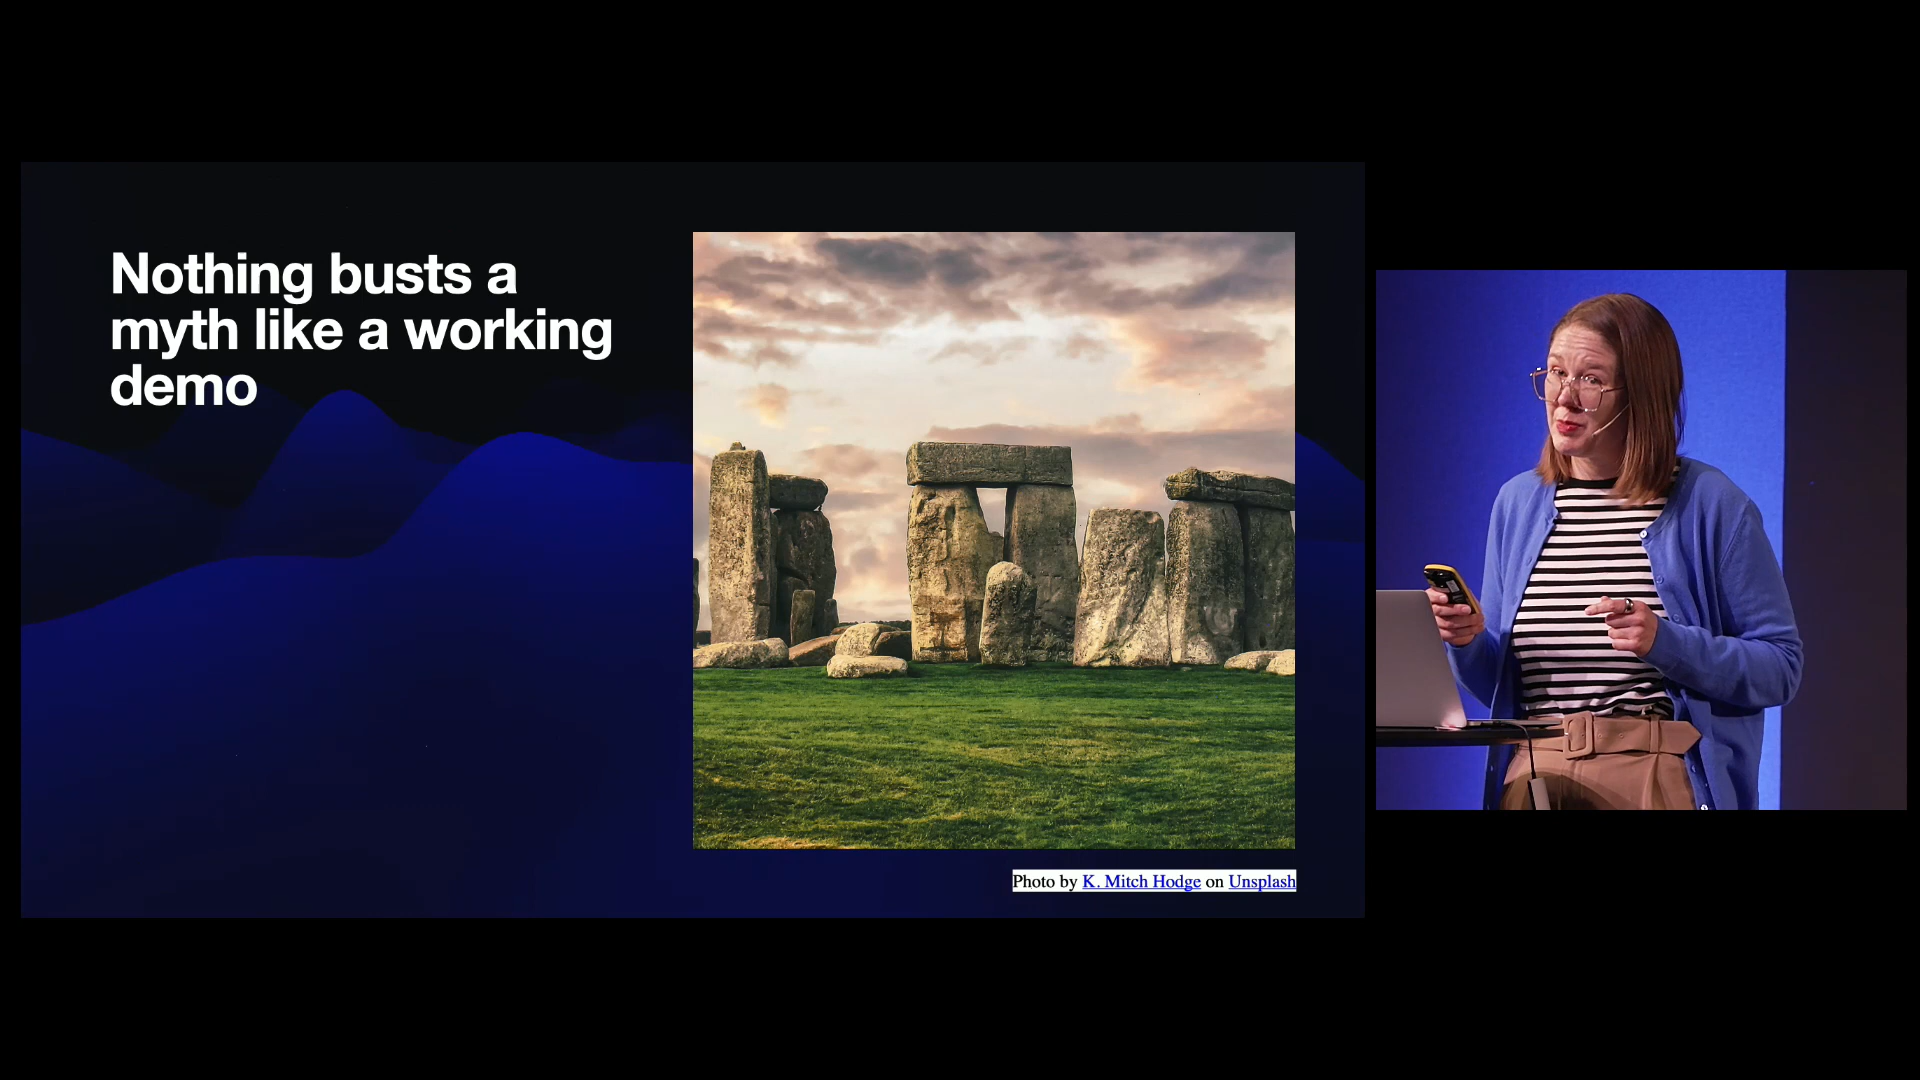 Nothing busts a
myth like a working
demo
Photo by K. Mitch Hodge on Unsplash